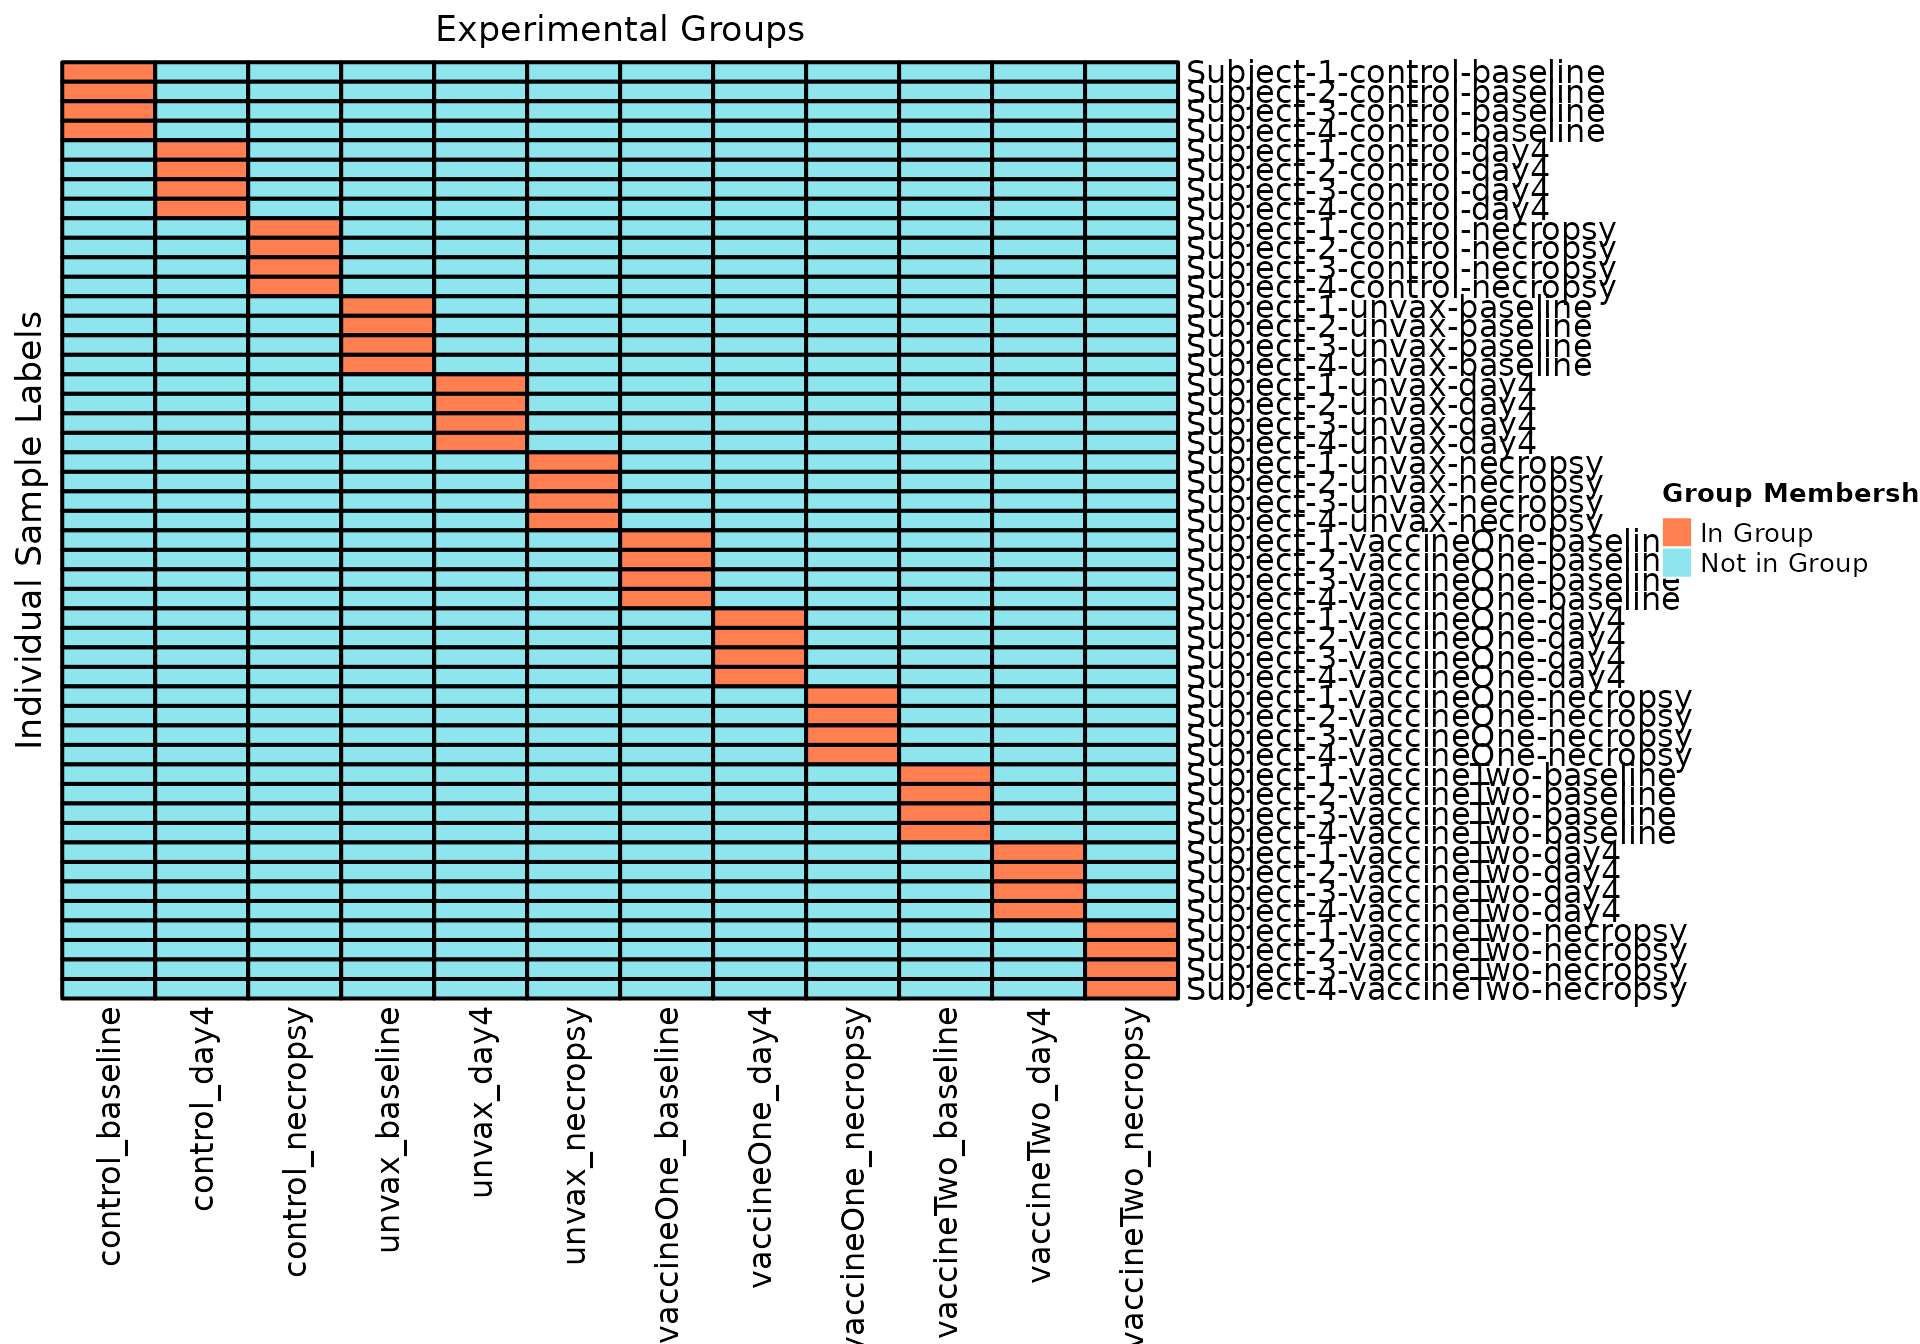 Experimental Groups
Individual Sample Labels
Subject-1-control-baseline
Subject-2-control-baseline
Subject-3-control-baseline
Subject-4-control-baseline
Subject-1-control-day4
Subject-2-control-day4
Subject-3-control-day4
Subject-4-control-day4
Subject-1-control-necropsy
Subject-2-control-necropsy
Subject-3-control-necropsy
Subject-4-control-necropsy
Subject-1-unvax-baseline
Subject-2-unvax-baseline
Subject-3-unvax-baseline
Subject-4-unvax-baseline
Subject-1-unvax-day4
Subject-2-unvax-day4
Subject-3-unvax-day4
Subject-4-unvax-day4
Subject-1-unvax-necropsy
Subject-2-unvax-necropsy
Subject-3-unvax-necropsy
Subject-4-unvax-necropsy
Subject-1-vaccineOne-baselin
Subject-2-vaccineOne-baselin
Subject-3-vaccineOne-baseline
Subject-4-vaccineOne-baseline
Subject-1-vaccineOne-day4
Subject-2-vaccineOne-day4
Subject-3-vaccineOne-day4
Subject-4-vaccineOne-day4
Subject-1-vaccineOne-necropsy
Subject-2-vaccineOne-necropsy
Subject-3-vaccineOne-necropsy
Subject-4-vaccineOne-necropsy
Subject-1-vaccineTwo-baseline
Subject-2-vaccineTwo-baseline
Subject-3-vaccineTwo-baseline
Subject-4-vaccineTwo-baseline
Subject-1-vaccineTwo-day4
Subject-2-vaccineTwo-day4
Subject-3-vaccineTwo-day4
Subject-4-vaccineTwo-day4
Subject-1-vaccineTwo-necropsy
Subject-2-vaccineTwo-necropsy
Subject-3-vaccineTwo-necropsy
Subject-4-vaccineTwo-necropsy
Group Membersh
In Group
Not in Group
control_baseline
control_day4
control_necropsy
unvax_baseline
unvax_day4
unvax_necropsy
vaccineOne_baseline
vaccineOne_day4
vaccineOne_necropsy
vaccineTwo_baseline
vaccineTwo_day4
vaccineTwo_necropsy